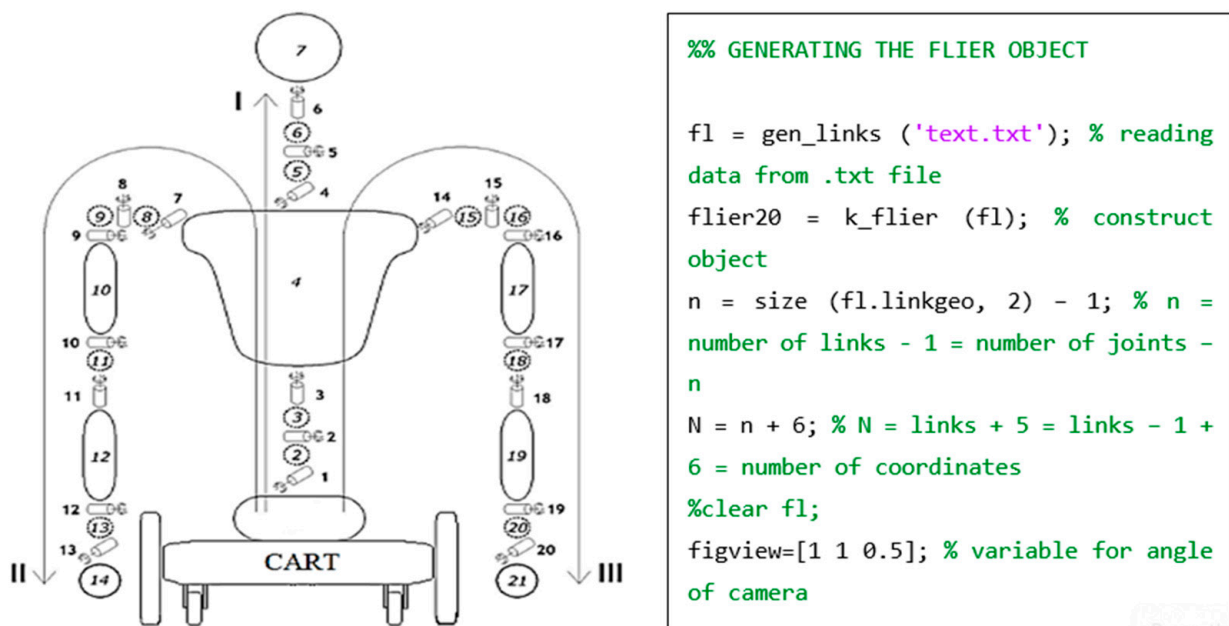 7
I
6
6
5
5
4
8
7
9
8
9
14
15
15
16
16
4
10
17
10
11
17
18
11
18
3
3
2
2
1
12
19
12
13
19
20
13
20
CART
II
14
21
III
%% GENERATING THE FLIER OBJECT
fl = gen_links ('text.txt'); % reading
data from .txt file
flier20 = k_flier (fl); % construct
object
n = size (fl.linkgeo, 2) – 1; % n =
number of links - 1 = number of joints –
n
N = n + 6; % N = links + 5 = links – 1 +
6 = number of coordinates
%clear fl;
figview=[1 1 0.5]; % variable for angle
of camera